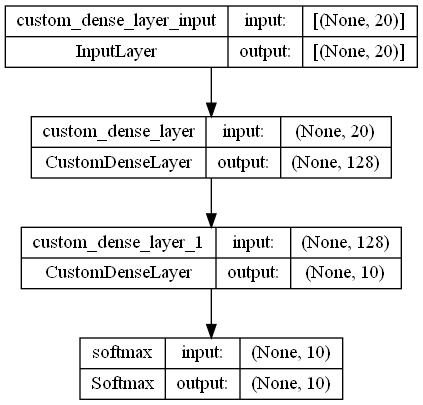 custom_dense_layer_input input: [(None, 20)]
InputLayer output: [(None, 20)]
custom_dense_layer input: (None, 20)
CustomDenseLayer output: (None, 128)
custom_dense_layer_1 input: (None, 128)
CustomDenseLayer output: (None, 10)
softmax input: (None, 10)
Softmax output: (None, 10)